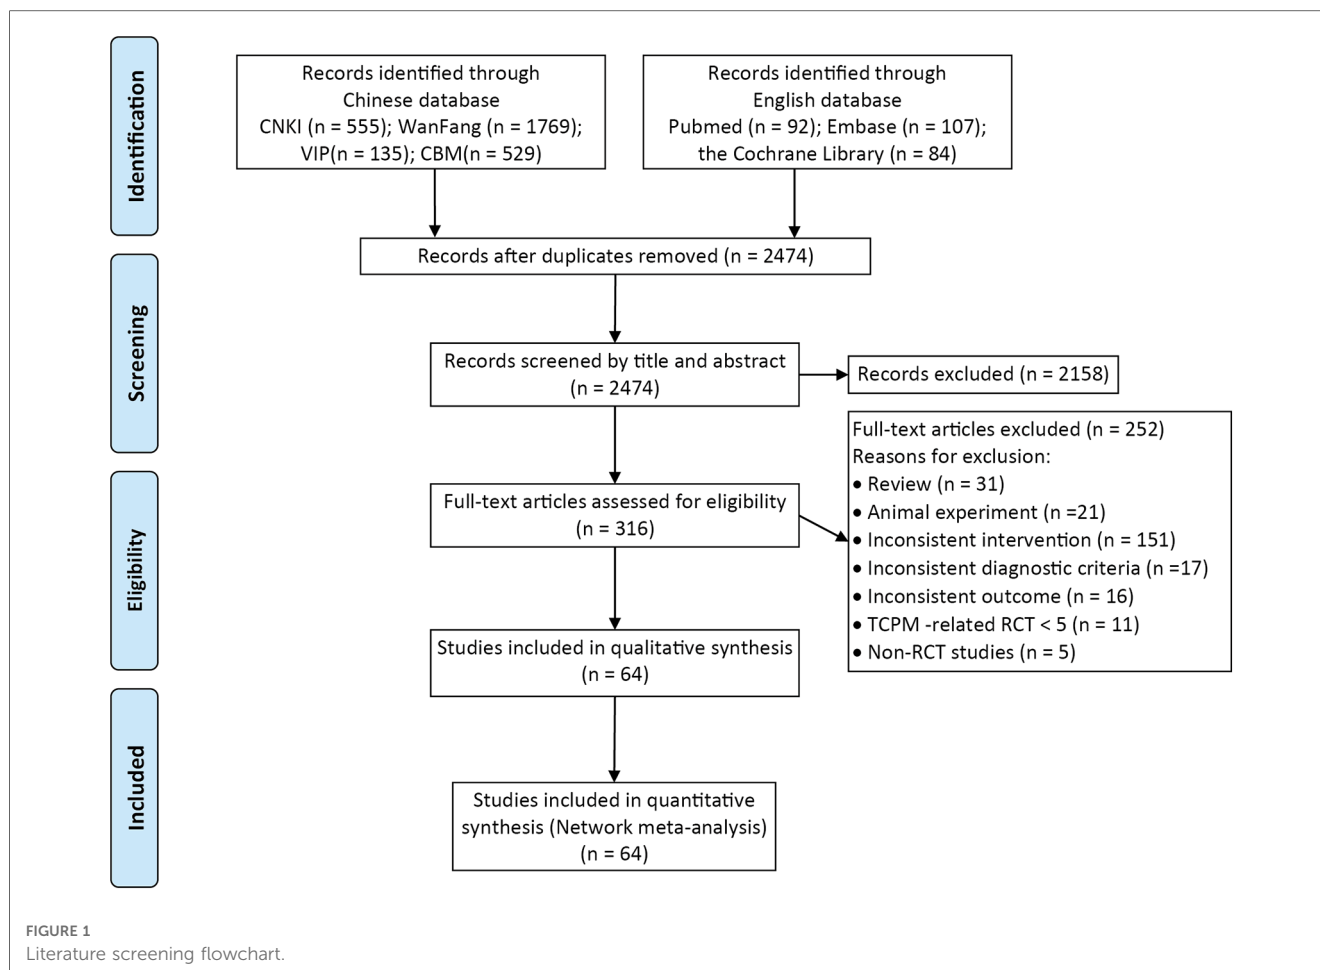 Identification
Records identified through
Chinese database
CNKI (n = 555); WanFang (n = 1769);
VIP(n = 135); CBM(n = 529)
Records identified through
English database
Pubmed (n = 92); Embase (n = 107);
the Cochrane Library (n = 84)
Records after duplicates removed (n = 2474)
Screening
Records screened by title and abstract
(n = 2474)
Records excluded (n = 2158)
Eligibility
Full-text articles assessed for eligibility
(n = 316)
Full-text articles excluded (n = 252)
Reasons for exclusion:
● Review (n = 31)
● Animal experiment (n =21)
● Inconsistent intervention (n = 151)
● Inconsistent diagnostic criteria (n =17)
● Inconsistent outcome (n = 16)
● TCPM -related RCT < 5 (n = 11)
● Non-RCT studies (n = 5)
Studies included in qualitative synthesis
(n = 64)
Included
Studies included in quantitative
synthesis (Network meta-analysis)
(n = 64)
FIGURE 1
Literature screening flowchart.